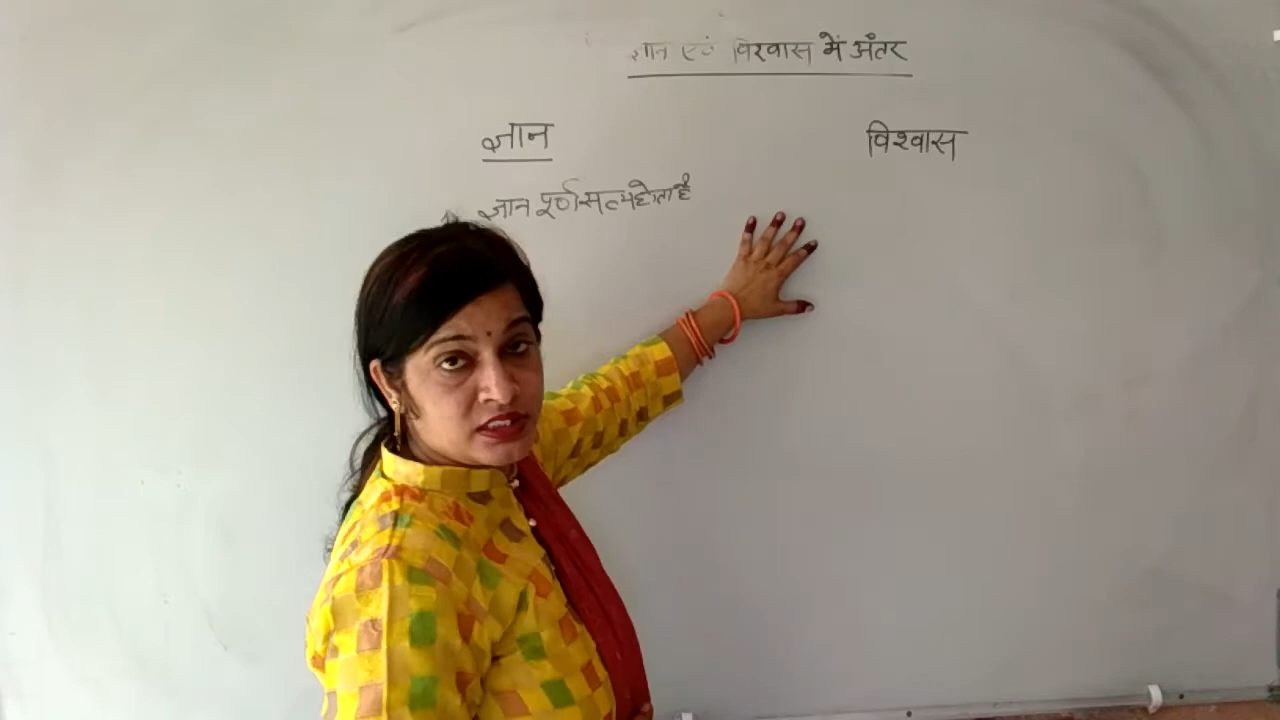 ज्ञान एवं विश्वास में अंतर
ज्ञान
विश्वास
ज्ञान पूर्ण सत्य होता है